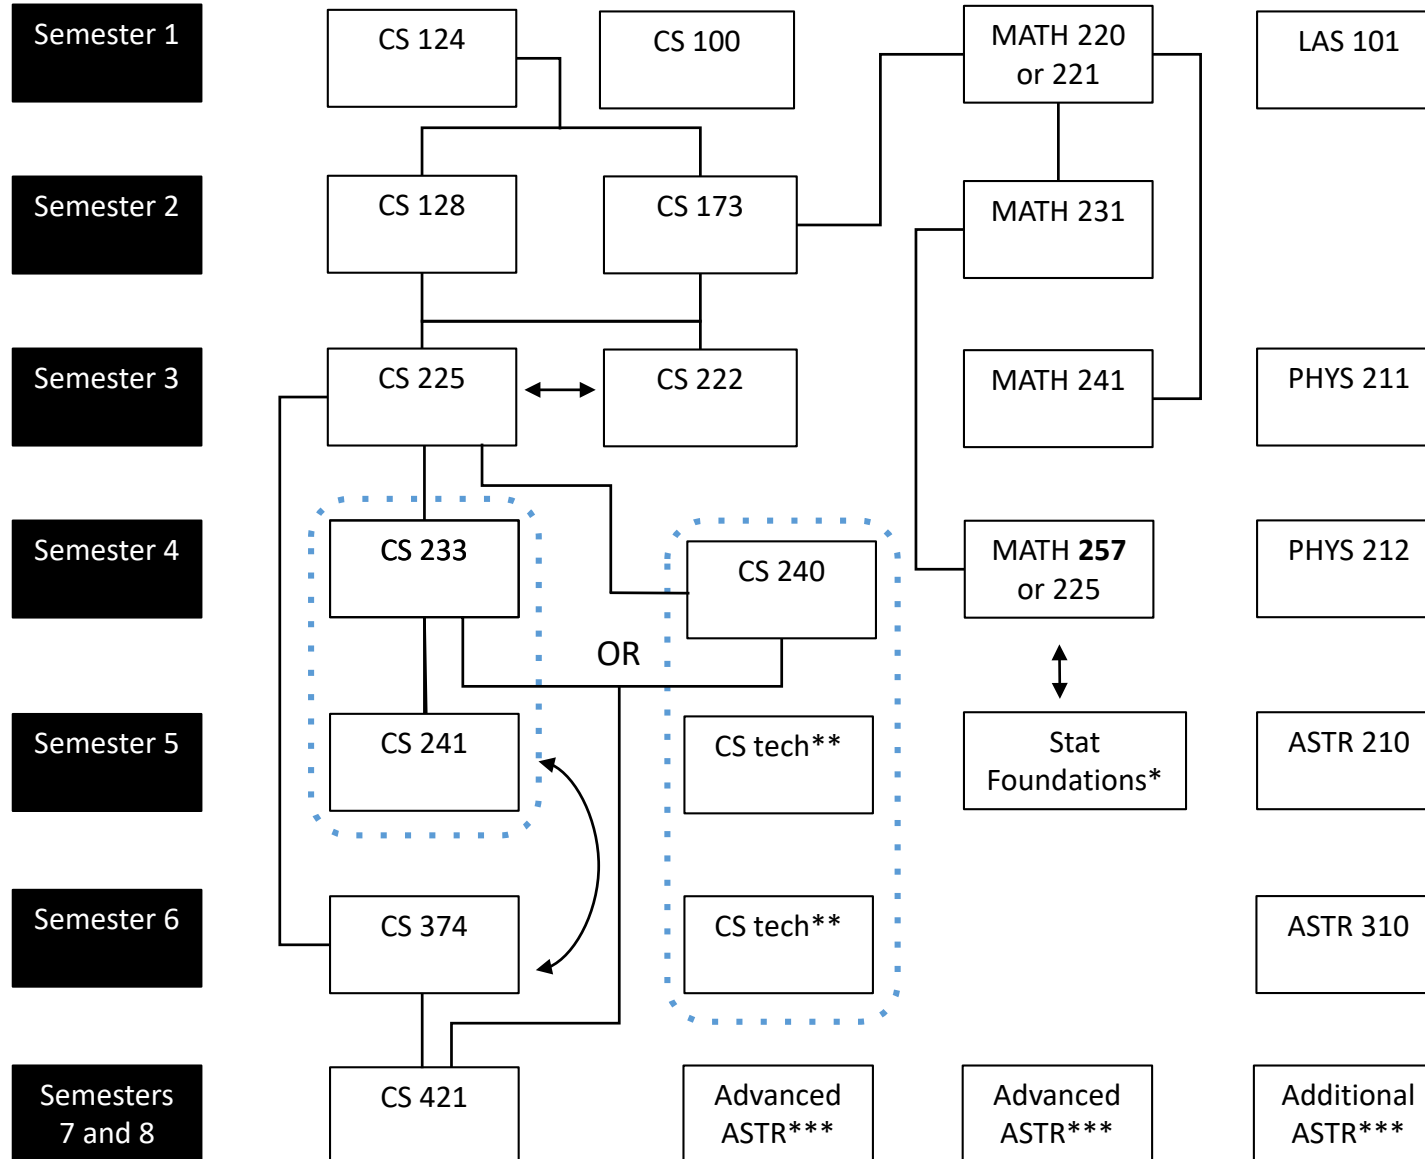 Semester 1
CS 124
CS 100
MATH 220
or 221
LAS 101
Semester 2
CS 128
CS 173
MATH 231
Semester 3
CS 225
CS 222
MATH 241
PHYS 211
Semester 4
CS 233
CS 240
MATH 257
or 225
PHYS 212
OR
Semester 5
CS 241
CS tech**
Stat
Foundations*
ASTR 210
Semester 6
CS 374
CS tech**
ASTR 310
Semesters
7 and 8
CS 421
Advanced
ASTR***
Advanced
ASTR***
Additional
ASTR***